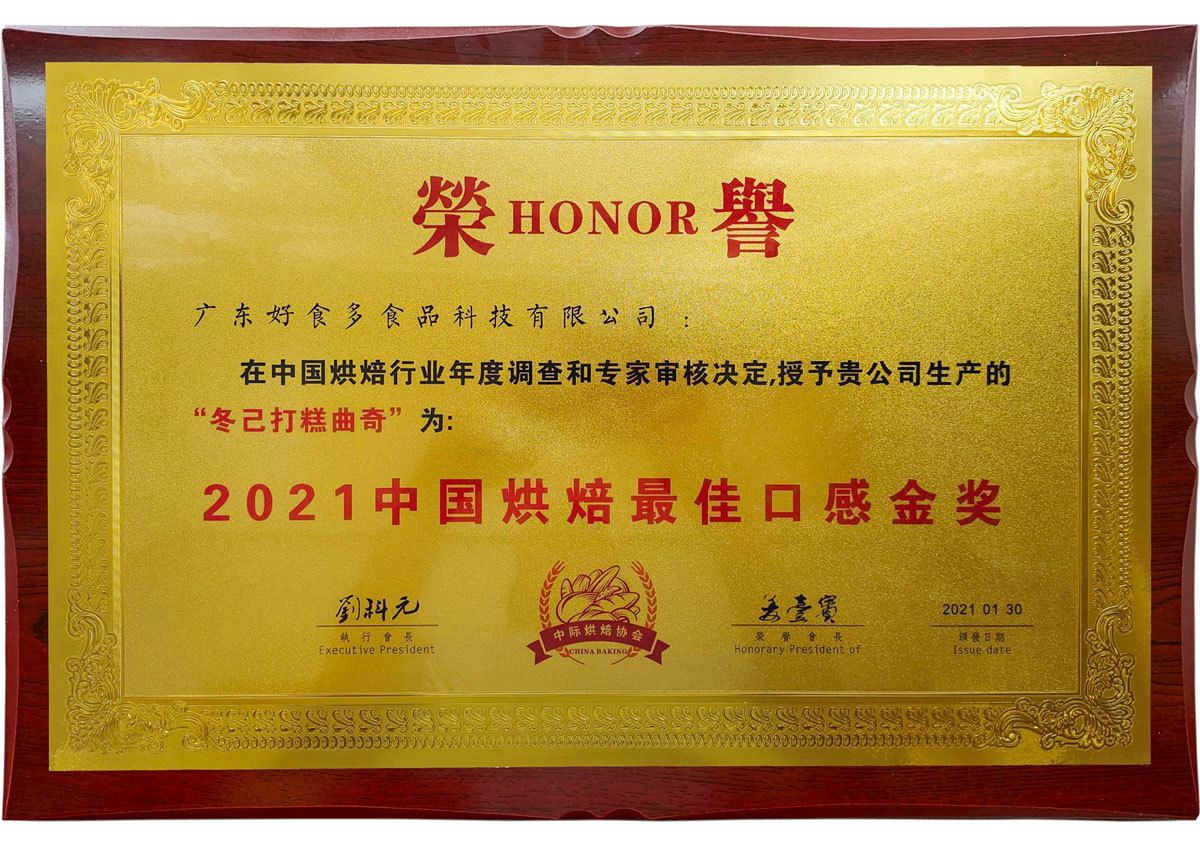 榮 HONOR 譽
广东好食多食品科技有限公司：
在中国烘焙行业年度调查和专家审核决定,授予贵公司生产的
“冬己打糕曲奇”为:
2021中国烘焙最佳口感金奖
劉科元
執行會長
Executive President
中际烘焙协会
CHINA BAKING
榮譽會長
Honorary President of
2021 01 30
頒發日期
Issue date